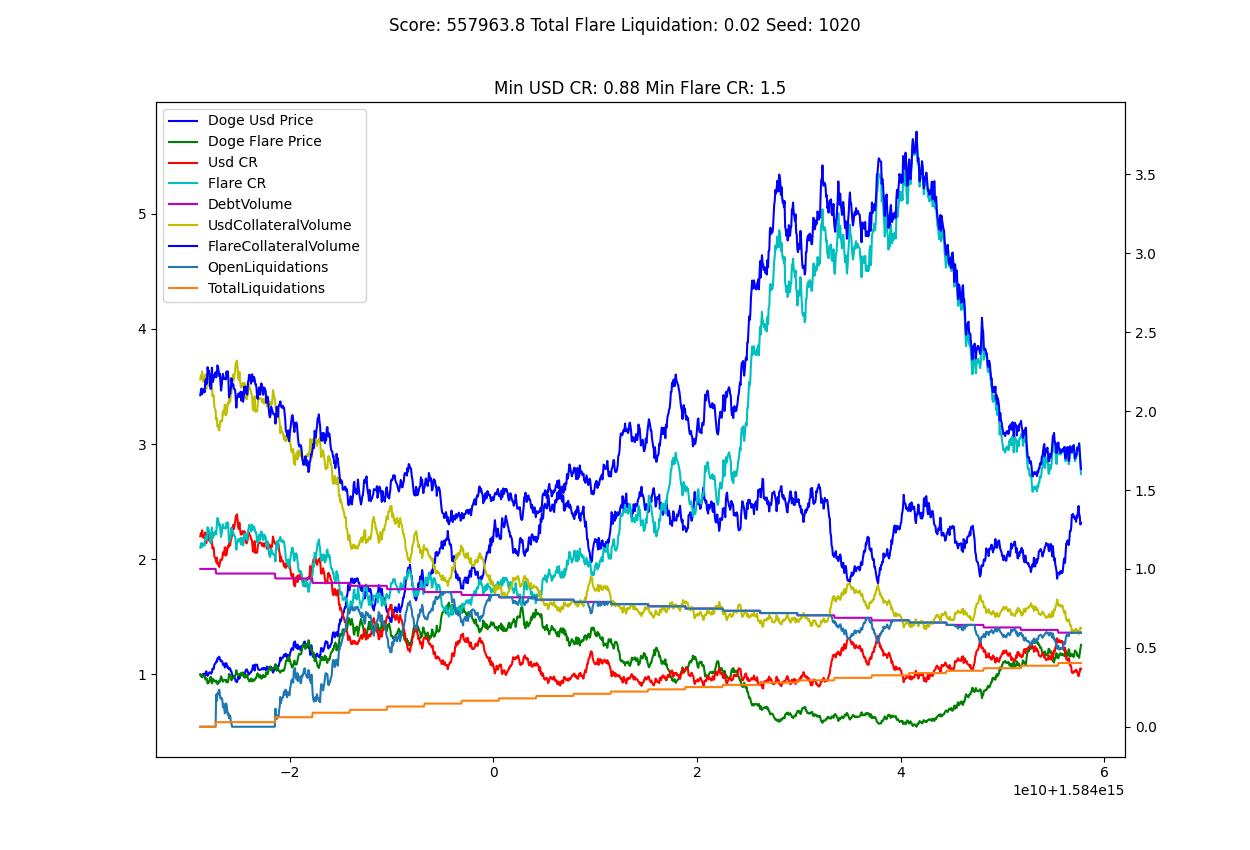 Score: 557963.8 Total Flare Liquidation: 0.02 Seed: 1020
Min USD CR: 0.88 Min Flare CR: 1.5
Doge Usd Price
Doge Flare Price
Usd CR
Flare CR
DebtVolume
UsdCollateralVolume
FlareCollateralVolume
OpenLiquidations
TotalLiquidations
5
4
3
2
1
3.5
3.0
2.5
2.0
1.5
1.0
0.5
0.0
−2
0
2
4
6
1e10+1.584e15